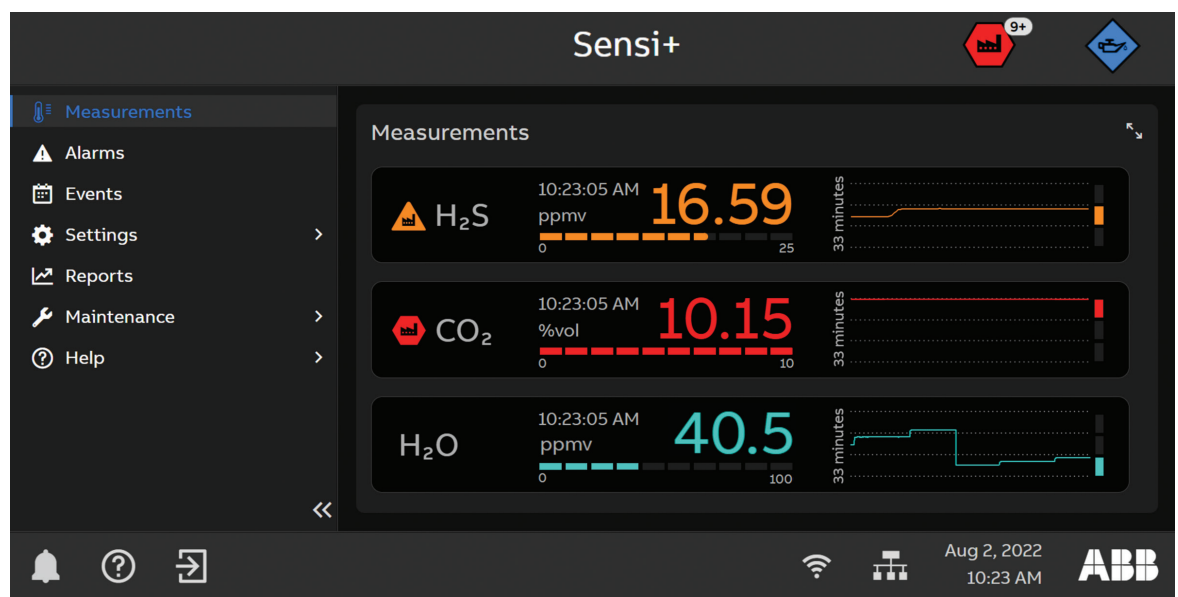 Sensi+
9+
Measurements
Alarms
Events
Settings
Reports
Maintenance
Help
Measurements
H₂S
10:23:05 AM
ppmv
16.59
0
25
33 minutes
CO₂
10:23:05 AM
%vol
10.15
0
10
33 minutes
H₂O
10:23:05 AM
ppmv
40.5
0
100
33 minutes
Aug 2, 2022
10:23 AM
ABB